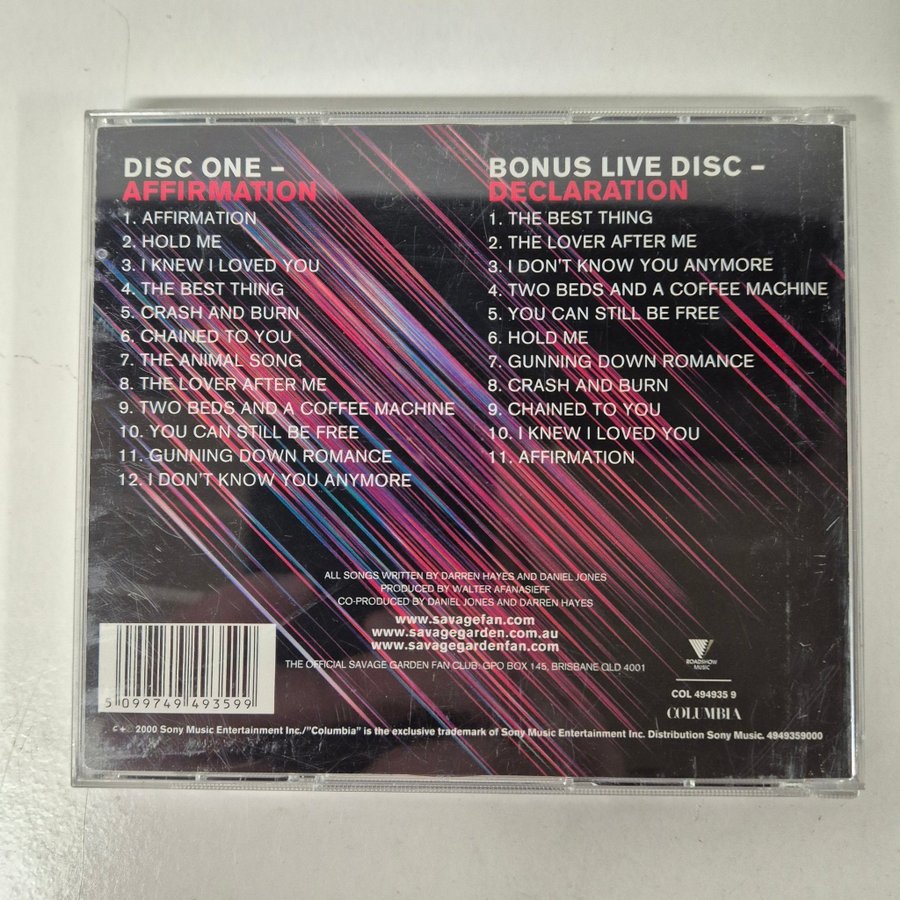 DISC ONE –
AFFIRMATION
1. AFFIRMATION
2. HOLD ME
3. I KNEW I LOVED YOU
4. THE BEST THING
5. CRASH AND BURN
6. CHAINED TO YOU
7. THE ANIMAL SONG
8. THE LOVER AFTER ME
9. TWO BEDS AND A COFFEE MACHINE
10. YOU CAN STILL BE FREE
11. GUNNING DOWN ROMANCE
12. I DON'T KNOW YOU ANYMORE
BONUS LIVE DISC –
DECLARATION
1. THE BEST THING
2. THE LOVER AFTER ME
3. I DON'T KNOW YOU ANYMORE
4. TWO BEDS AND A COFFEE MACHINE
5. YOU CAN STILL BE FREE
6. HOLD ME
7. GUNNING DOWN ROMANCE
8. CRASH AND BURN
9. CHAINED TO YOU
10. I KNEW I LOVED YOU
11. AFFIRMATION
ALL SONGS WRITTEN BY DARREN HAYES AND DANIEL JONES
PRODUCED BY WALTER AFANASIEFF
CO-PRODUCED BY DANIEL JONES AND DARREN HAYES
www.savagefan.com
www.savagegarden.com.au
www.savagegardenfan.com
THE OFFICIAL SAVAGE GARDEN FAN CLUB: GPO BOX 145, BRISBANE QLD 4001
5 099749 493599
ROADSHOW
MUSIC
COL 494935 9
COLUMBIA
2000 Sony Music Entertainment Inc./"Columbia" is the exclusive trademark of Sony Music Entertainment Inc. Distribution Sony Music. 4949359000